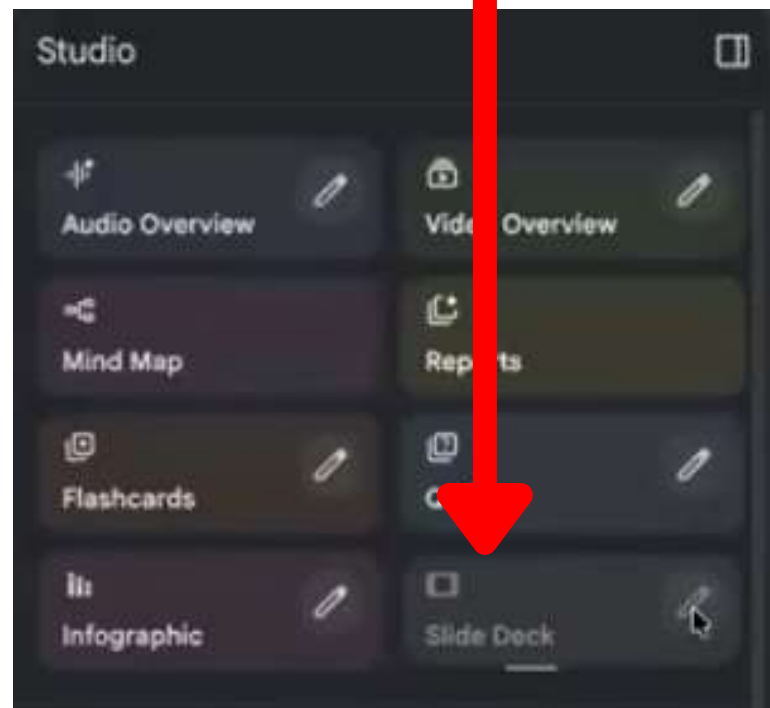 Studio
Audio Overview
Overview
Mind Map
Flashcards
Infographic
Slide Deck